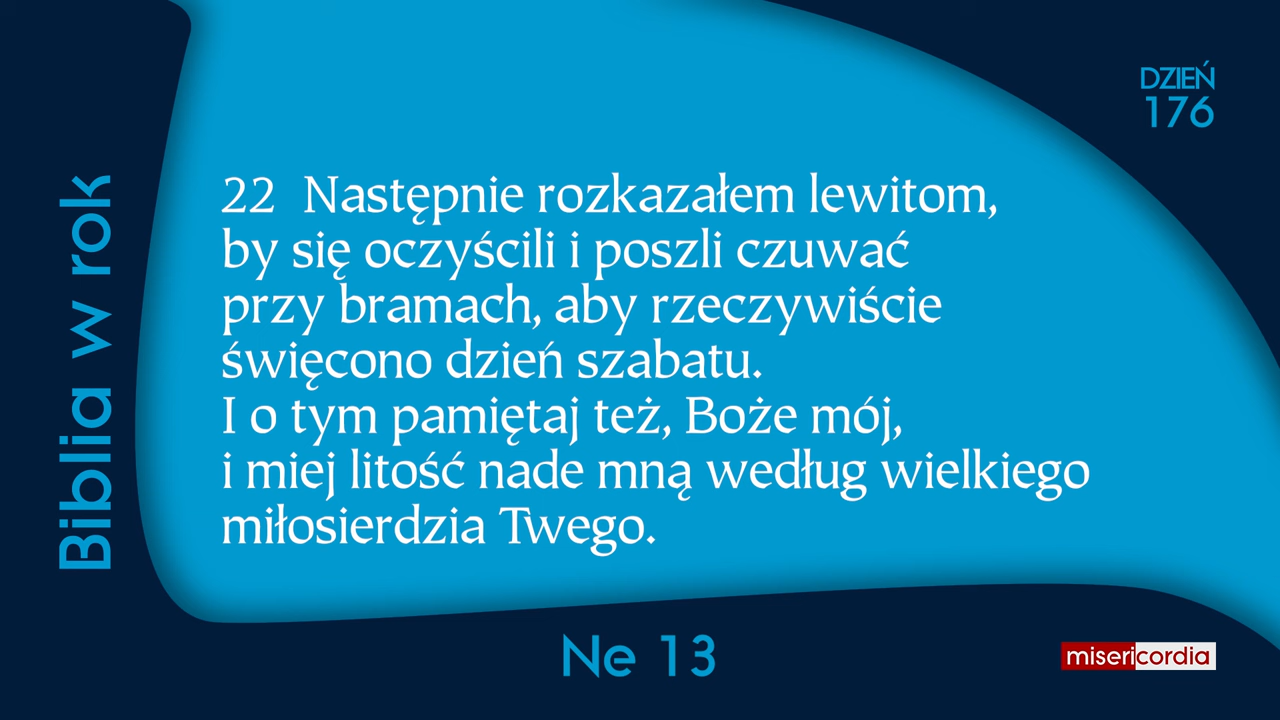 DZIEŃ
176
Biblia w rok
22 Następnie rozkazałem lewitom,
by się oczyścili i poszli czuwać
przy bramach, aby rzeczywiście
święcono dzień szabatu.
I o tym pamiętaj też, Boże mój,
i miej litość nade mną według wielkiego
miłosierdzia Twego.
Ne 13
misericordia